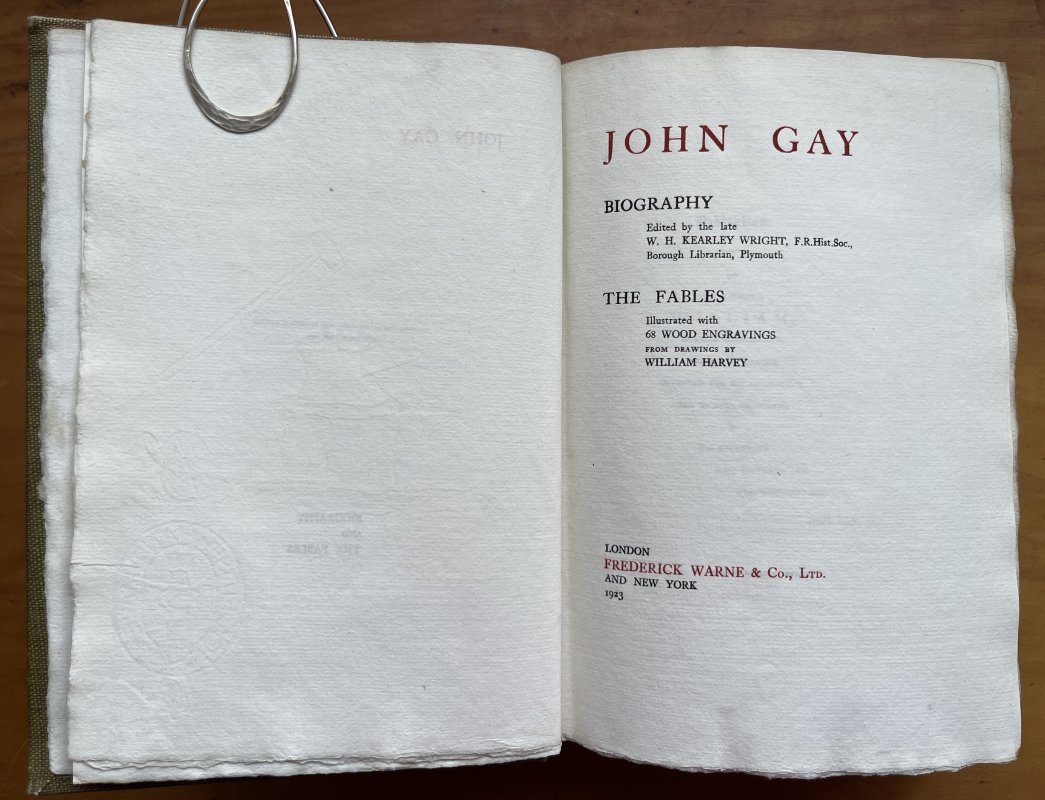 JOHN GAY
BIOGRAPHY
Edited by the late
W. H. KEARLEY WRIGHT, F.R.Hist.Soc.,
Borough Librarian, Plymouth
THE FABLES
Illustrated with
68 WOOD ENGRAVINGS
FROM DRAWINGS BY
WILLIAM HARVEY
LONDON
FREDERICK WARNE & Co., LTD.
AND NEW YORK
1923